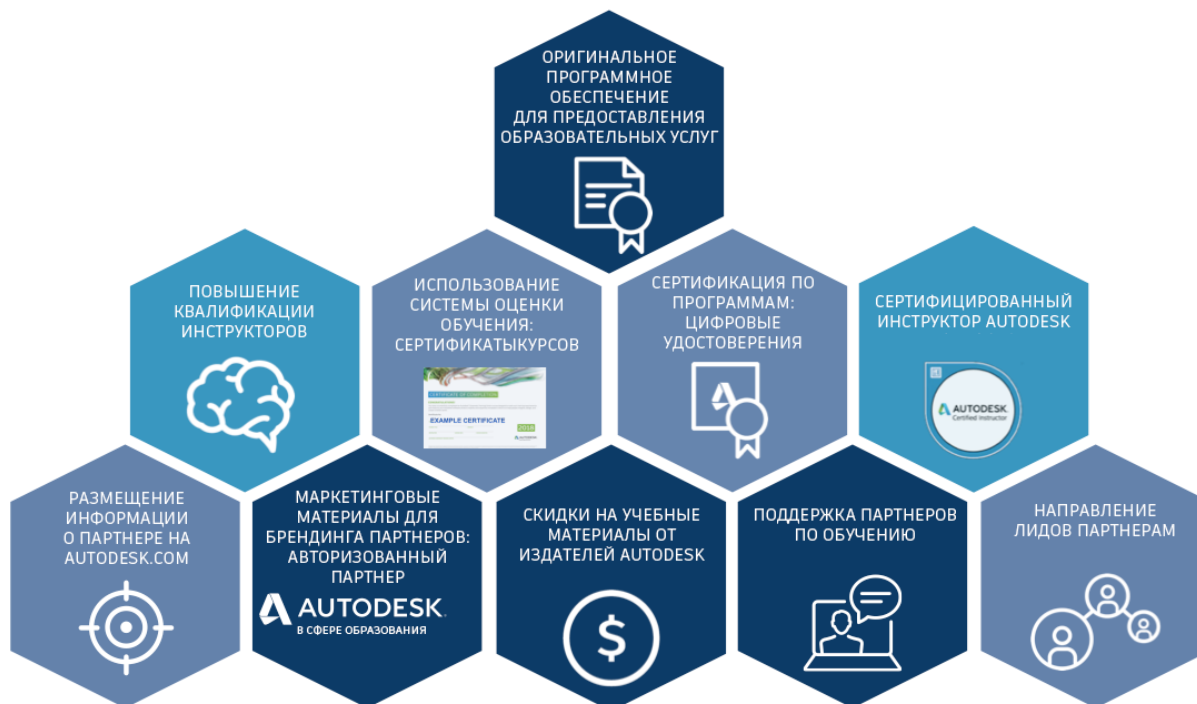 ОРИГИНАЛЬНОЕ
ПРОГРАММНОЕ
ОБЕСПЕЧЕНИЕ
ДЛЯ ПРЕДОСТАВЛЕНИЯ
ОБРАЗОВАТЕЛЬНЫХ УСЛУГ
ПОВЫШЕНИЕ
КВАЛИФИКАЦИИ
ИНСТРУКТОРОВ
ИСПОЛЬЗОВАНИЕ
СИСТЕМЫ ОЦЕНКИ
ОБУЧЕНИЯ:
СЕРТИФИКАТЫКУРСОВ
EXAMPLE CERTIFICATE
2018
AUTODESK
СЕРТИФИКАЦИЯ ПО
ПРОГРАММАМ:
ЦИФРОВЫЕ
УДОСТОВЕРЕНИЯ
СЕРТИФИЦИРОВАННЫЙ
ИНСТРУКТОР AUTODESK
AUTODESK
Certified Instructor
РАЗМЕЩЕНИЕ
ИНФОРМАЦИИ
О ПАРТНЕРЕ НА
AUTODESK.COM
МАРКЕТИНГОВЫЕ
МАТЕРИАЛЫ ДЛЯ
БРЕНДИНГА ПАРТНЕРОВ:
АВТОРИЗОВАННЫЙ
ПАРТНЕР
AUTODESK.
В СФЕРЕ ОБРАЗОВАНИЯ
СКИДКИ НА УЧЕБНЫЕ
МАТЕРИАЛЫ ОТ
ИЗДАТЕЛЕЙ AUTODESK
$
ПОДДЕРЖКА ПАРТНЕРОВ
ПО ОБУЧЕНИЮ
НАПРАВЛЕНИЕ
ЛИДОВ ПАРТНЕРАМ